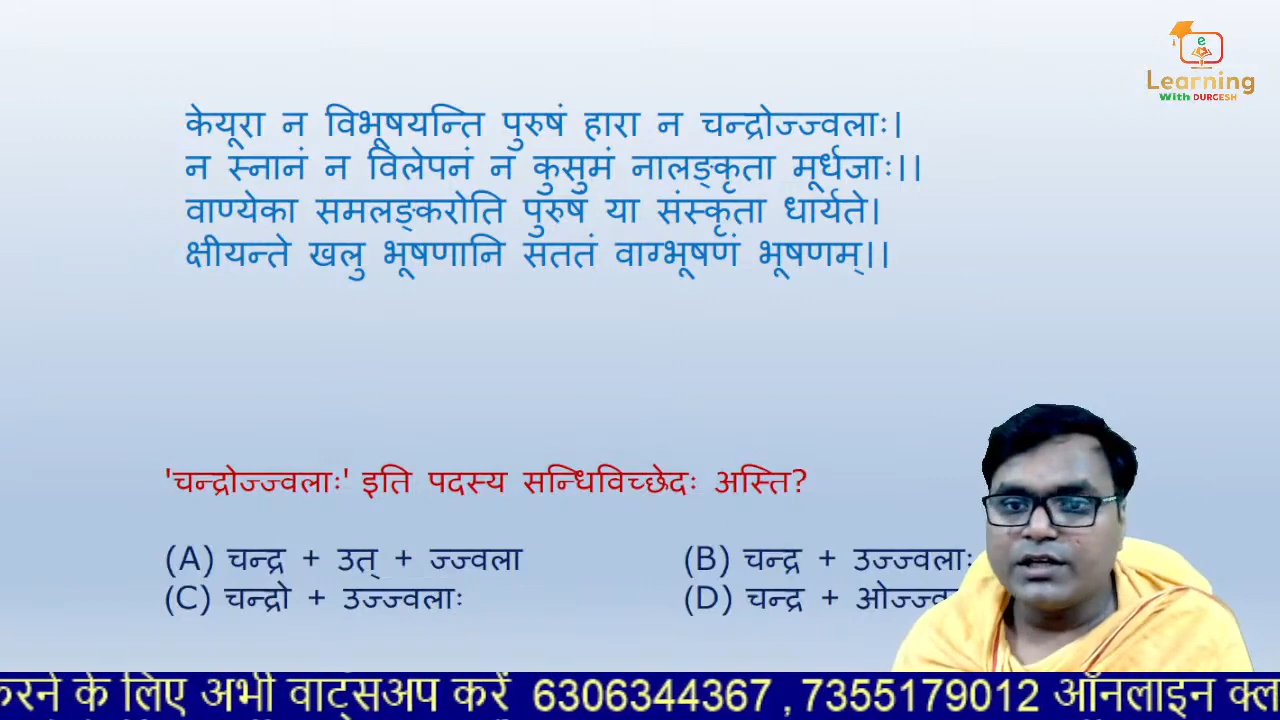 e
Learning
With DURGESH
केयूरा न विभूषयन्ति पुरुषं हारा न चन्द्रोज्ज्वलाः।
न स्नानं न विलेपनं न कुसुमं नालङ्कृता मूर्धजाः।।
वाण्येका समलङ्करोति पुरुषं या संस्कृता धार्यते।
क्षीयन्ते खलु भूषणानि सततं वाग्भूषणं भूषणम्।।
'चन्द्रोज्ज्वलाः' इति पदस्य सन्धिविच्छेदः अस्ति?
(A) चन्द्र + उत् + ज्ज्वला
(B) चन्द्र + उज्ज्वलाः
(C) चन्द्रो + उज्ज्वलाः
(D) चन्द्र +
करने के लिए अभी वाट्सअप करें 6306344367 ,7355179012 ऑनलाइन